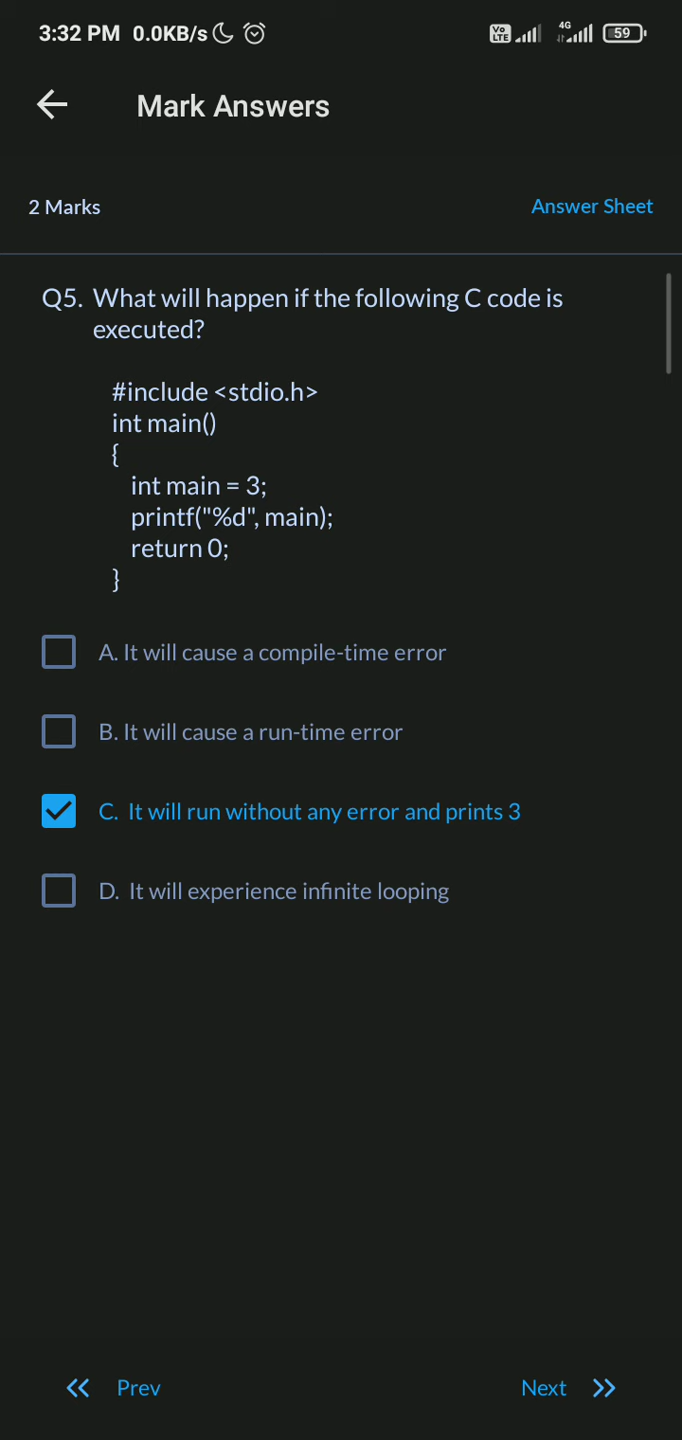 3:32 PM 0.0KB/s Vo LTE 4G 59
Mark Answers
2 Marks Answer Sheet
Q5. What will happen if the following C code is
executed?
#include <stdio.h>
int main()
{
int main = 3;
printf("%d", main);
return 0;
}
A. It will cause a compile-time error
B. It will cause a run-time error
C. It will run without any error and prints 3
D. It will experience infinite looping
Prev Next